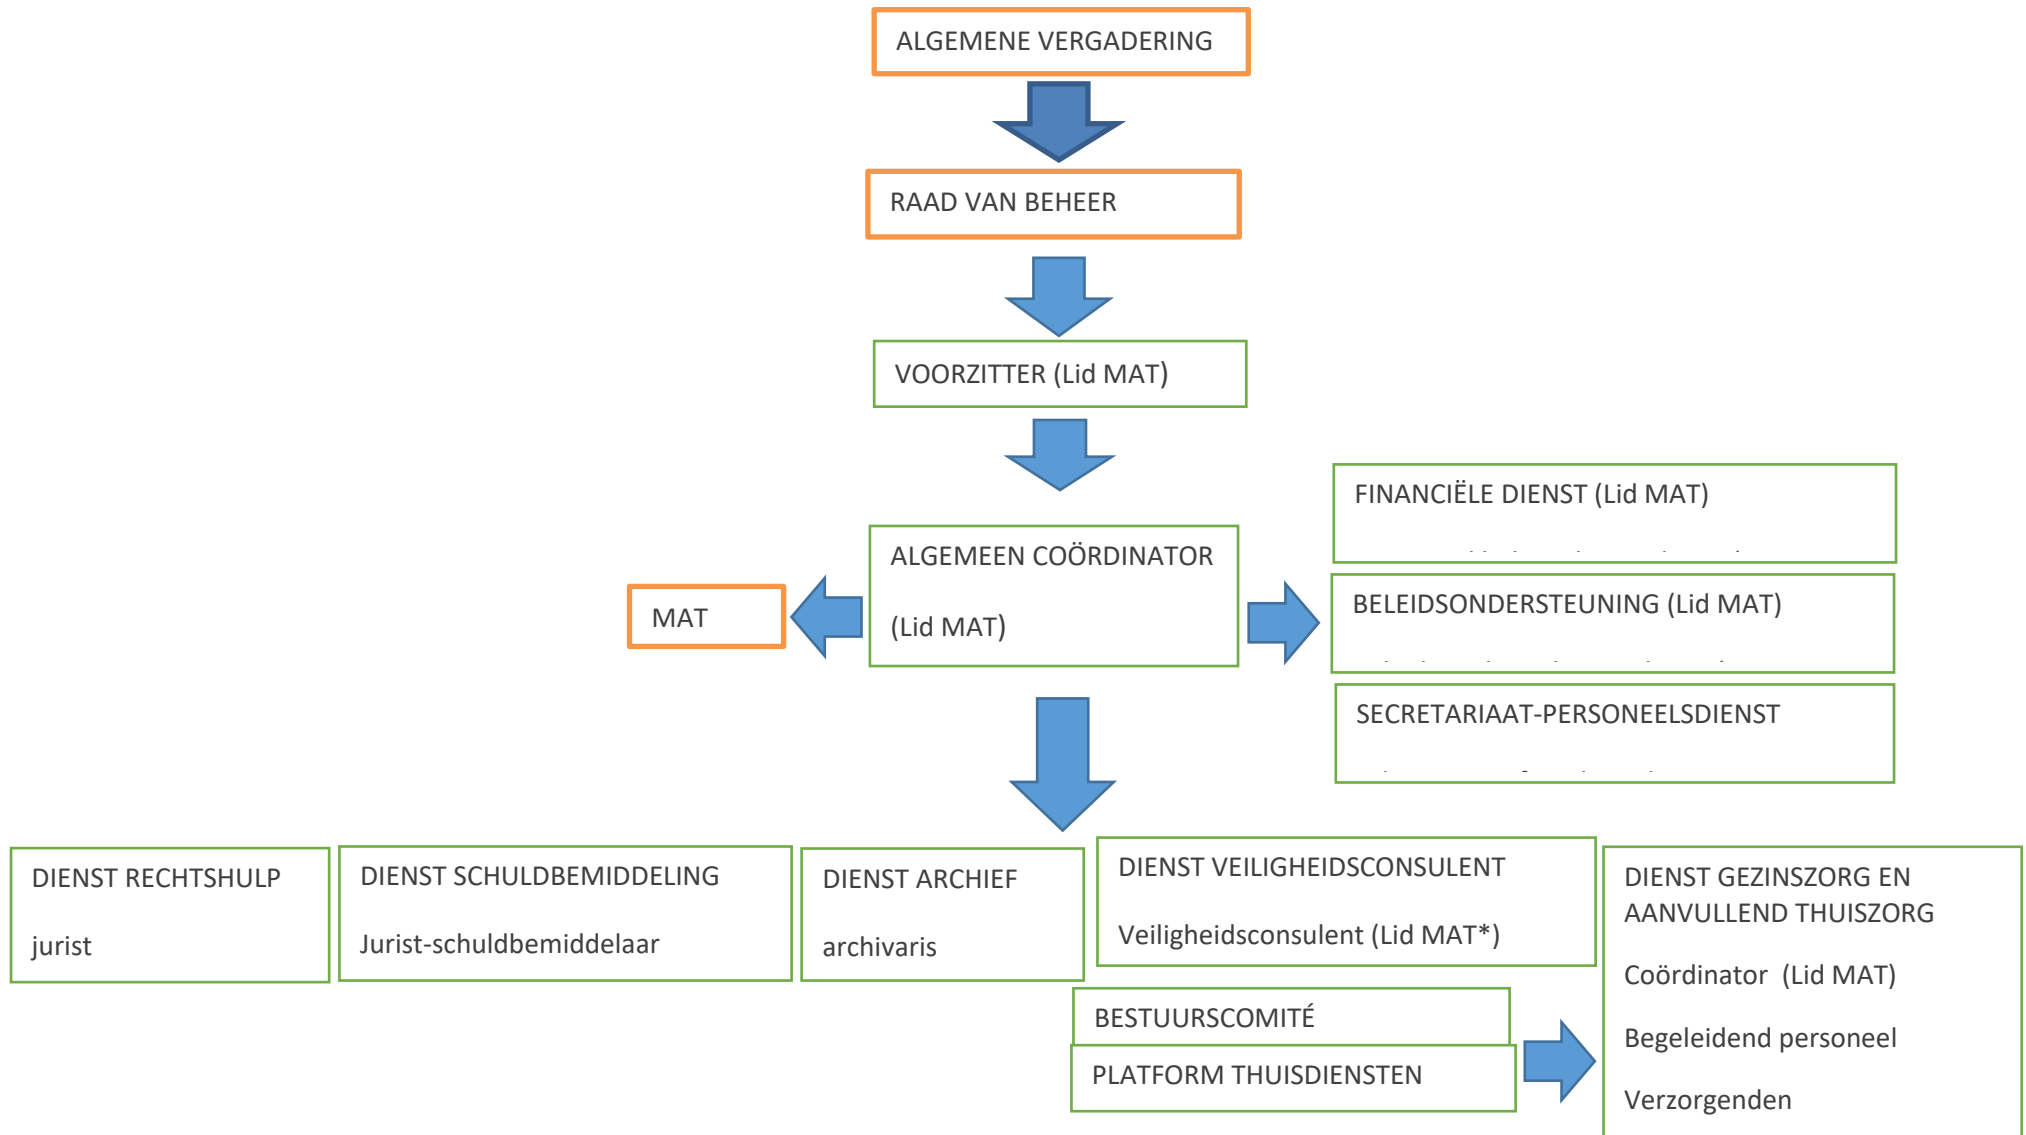 ALGEMENE VERGADERING
RAAD VAN BEHEER
VOORZITTER (Lid MAT)
ALGEMEEN COÖRDINATOR
(Lid MAT)
MAT
FINANCIËLE DIENST (Lid MAT)
BELEIDSONDERSTEUNING (Lid MAT)
SECRETARIAAT-PERSONEELSDIENST
DIENST RECHTSHULP
jurist
DIENST SCHULDBEMIDDELING
Jurist-schuldbemiddelaar
DIENST ARCHIEF
archivaris
DIENST VEILIGHEIDSCONSULENT
Veiligheidsconsulent (Lid MAT*)
BESTUURSCOMITÉ
PLATFORM THUISDIENSTEN
DIENST GEZINSZORG EN
AANVULLEND THUISZORG
Coördinator (Lid MAT)
Begeleidend personeel
Verzorgenden